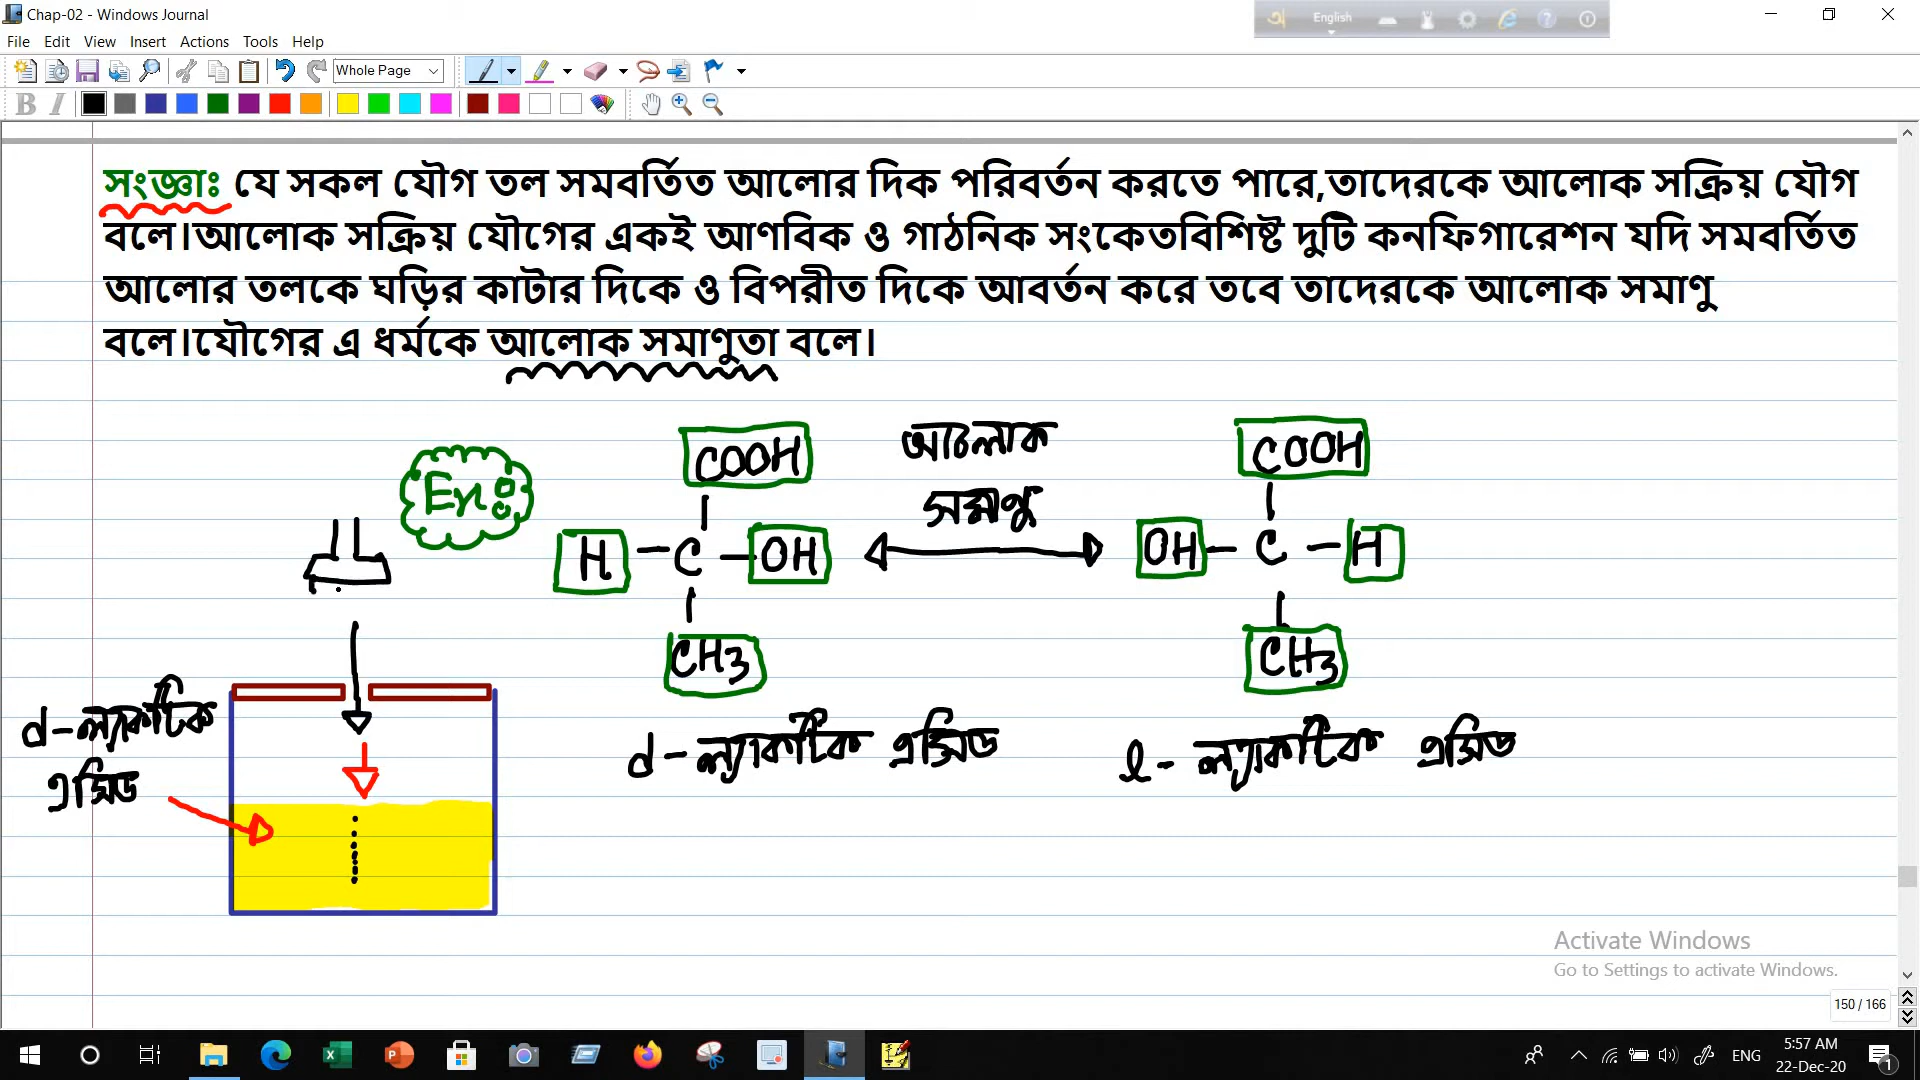 Chap-02 - Windows Journal
English
File Edit View Insert Actions Tools Help
Whole Page
B I
সংজ্ঞাঃ যে সকল যৌগ তল সমবর্তিত আলোর দিক পরিবর্তন করতে পারে,তাদেরকে আলোক সক্রিয় যৌগ
বলে।আলোক সক্রিয় যৌগের একই আণবিক ও গাঠনিক সংকেতবিশিষ্ট দুটি কনফিগারেশন যদি সমবর্তিত
আলোর তলকে ঘড়ির কাটার দিকে ও বিপরীত দিকে আবর্তন করে তবে তাদেরকে আলোক সমাণু
বলে।যৌগের এ ধর্মকে আলোক সমাণুতা বলে।
Ex:
COOH আলোক COOH
সমাণু
H - C - OH OH - C - H
CH3 CH3
d - ল্যাকটিক এসিড l - ল্যাকটিক এসিড
d - ল্যাকটিক
এসিড
Activate Windows
Go to Settings to activate Windows.
150 / 166
ENG
5:57 AM
22-Dec-20
1